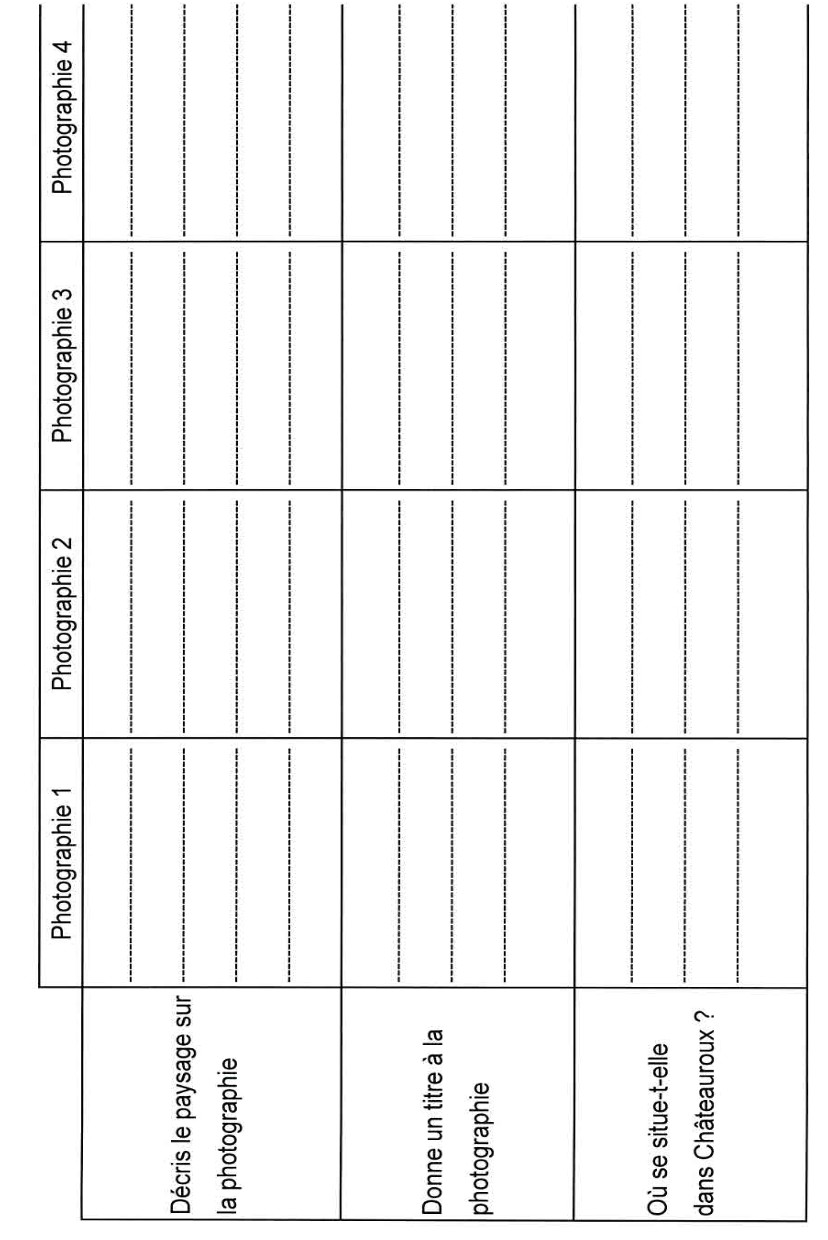 Photographie 1
Photographie 2
Photographie 3
Photographie 4
Décris le paysage sur
la photographie
Donne un titre à la
photographie
Où se situe-t-elle
dans Châteauroux ?